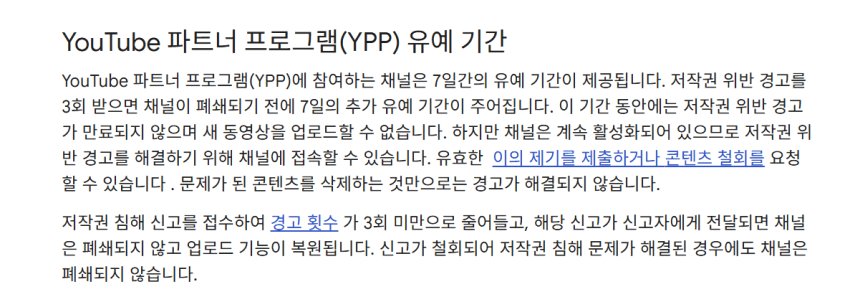 YouTube 파트너 프로그램(YPP) 유예 기간
YouTube 파트너 프로그램(YPP)에 참여하는 채널은 7일간의 유예 기간이 제공됩니다. 저작권 위반 경고를
3회 받으면 채널이 폐쇄되기 전에 7일의 추가 유예 기간이 주어집니다. 이 기간 동안에는 저작권 위반 경고
가 만료되지 않으며 새 동영상을 업로드할 수 없습니다. 하지만 채널은 계속 활성화되어 있으므로 저작권 위
반 경고를 해결하기 위해 채널에 접속할 수 있습니다. 유효한 이의 제기를 제출하거나 콘텐츠 철회를 요청
할 수 있습니다 . 문제가 된 콘텐츠를 삭제하는 것만으로는 경고가 해결되지 않습니다.
저작권 침해 신고를 접수하여 경고 횟수 가 3회 미만으로 줄어들고, 해당 신고가 신고자에게 전달되면 채널
은 폐쇄되지 않고 업로드 기능이 복원됩니다. 신고가 철회되어 저작권 침해 문제가 해결된 경우에도 채널은
폐쇄되지 않습니다.